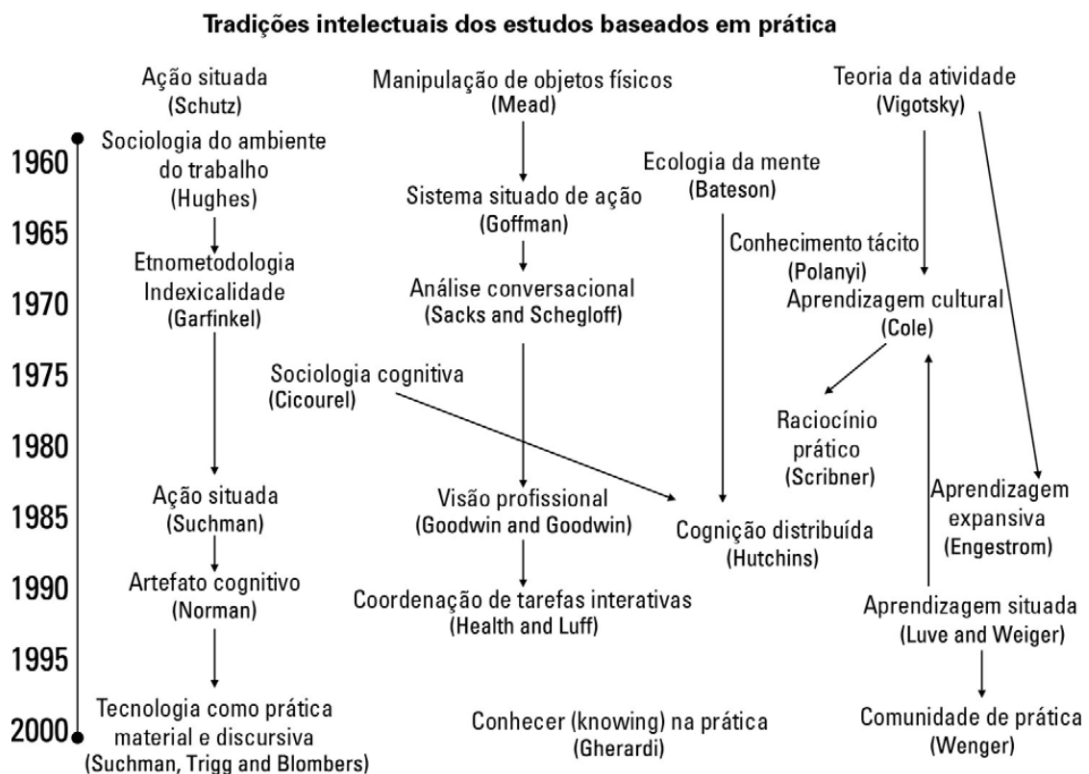 Tradições intelectuais dos estudos baseados em prática
Ação situada
(Schutz)
Manipulação de objetos físicos
(Mead)
Teoria da atividade
(Vigotsky)
1960
Sociologia do ambiente
do trabalho
(Hughes)
Ecologia da mente
(Bateson)
Sistema situado de ação
(Goffman)
1965
Conhecimento tácito
(Polanyi)
Etnometodologia
Indexicalidade
(Garfinkel)
Análise conversacional
(Sacks and Schegloff)
Aprendizagem cultural
(Cole)
1970
1975
Sociologia cognitiva
(Cicourel)
Raciocínio
prático
(Scribner)
1980
Ação situada
(Suchman)
Visão profissional
(Goodwin and Goodwin)
Cognição distribuída
(Hutchins)
Aprendizagem
expansiva
(Engestrom)
1985
1990
Artefato cognitivo
(Norman)
Coordenação de tarefas interativas
(Health and Luff)
Aprendizagem situada
(Luve and Weiger)
1995
2000
Tecnologia como prática
material e discursiva
(Suchman, Trigg and Blombers)
Conhecer (knowing) na prática
(Gherardi)
Comunidade de prática
(Wenger)